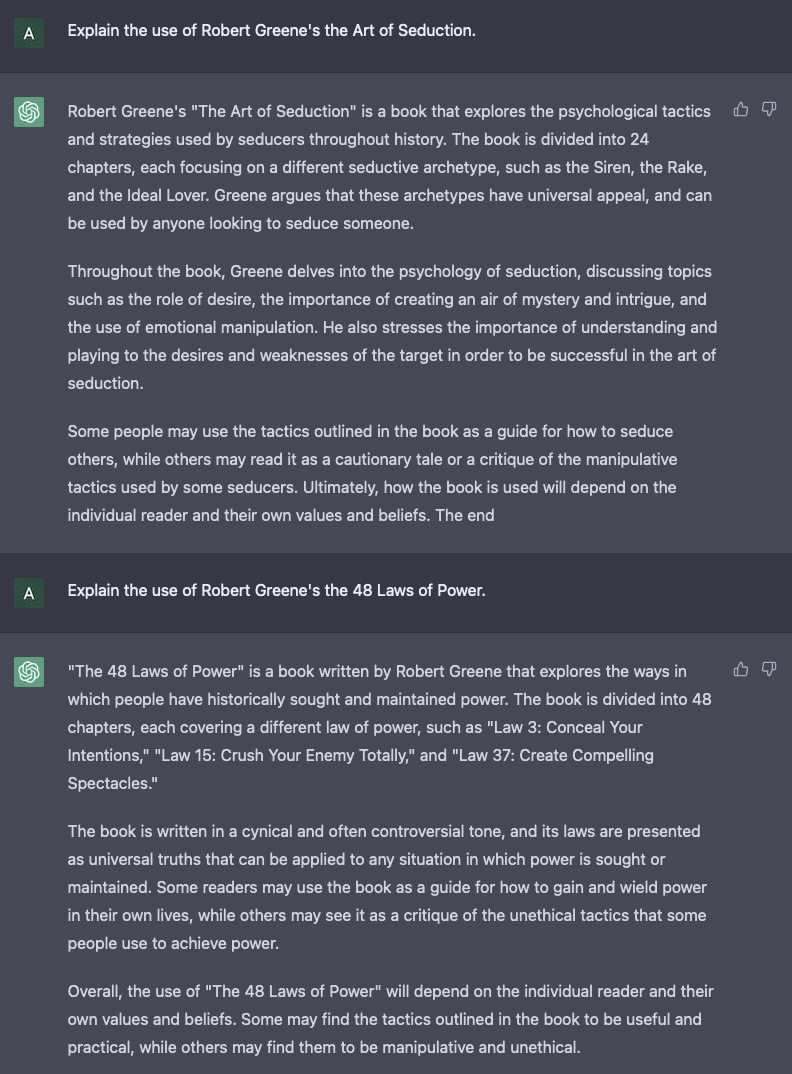 A
Explain the use of Robert Greene's the Art of Seduction.
Robert Greene's "The Art of Seduction" is a book that explores the psychological tactics
and strategies used by seducers throughout history. The book is divided into 24
chapters, each focusing on a different seductive archetype, such as the Siren, the Rake,
and the Ideal Lover. Greene argues that these archetypes have universal appeal, and can
be used by anyone looking to seduce someone.
Throughout the book, Greene delves into the psychology of seduction, discussing topics
such as the role of desire, the importance of creating an air of mystery and intrigue, and
the use of emotional manipulation. He also stresses the importance of understanding and
playing to the desires and weaknesses of the target in order to be successful in the art of
seduction.
Some people may use the tactics outlined in the book as a guide for how to seduce
others, while others may read it as a cautionary tale or a critique of the manipulative
tactics used by some seducers. Ultimately, how the book is used will depend on the
individual reader and their own values and beliefs. The end
A
Explain the use of Robert Greene's the 48 Laws of Power.
"The 48 Laws of Power" is a book written by Robert Greene that explores the ways in
which people have historically sought and maintained power. The book is divided into 48
chapters, each covering a different law of power, such as "Law 3: Conceal Your
Intentions," "Law 15: Crush Your Enemy Totally," and "Law 37: Create Compelling
Spectacles."
The book is written in a cynical and often controversial tone, and its laws are presented
as universal truths that can be applied to any situation in which power is sought or
maintained. Some readers may use the book as a guide for how to gain and wield power
in their own lives, while others may see it as a critique of the unethical tactics that some
people use to achieve power.
Overall, the use of "The 48 Laws of Power" will depend on the individual reader and their
own values and beliefs. Some may find the tactics outlined in the book to be useful and
practical, while others may find them to be manipulative and unethical.